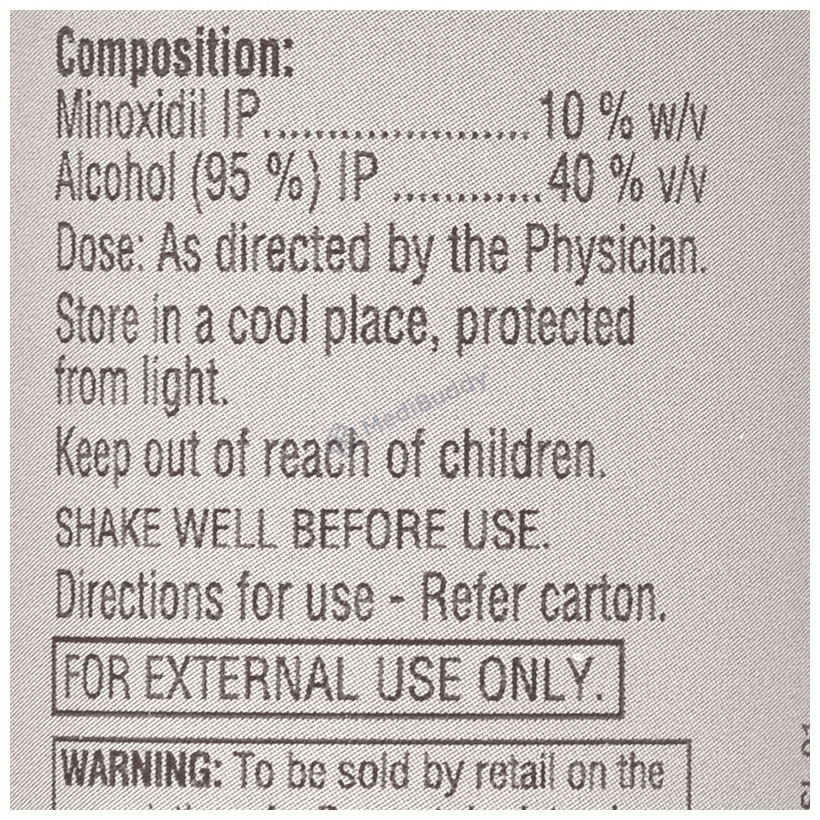 Composition:
Minoxidil IP.....................10 % w/v
Alcohol (95 %) IP ............40 % v/v
Dose: As directed by the Physician.
Store in a cool place, protected
from light.
MediBuddy
Keep out of reach of children.
SHAKE WELL BEFORE USE.
Directions for use - Refer carton.
FOR EXTERNAL USE ONLY.
WARNING: To be sold by retail on the